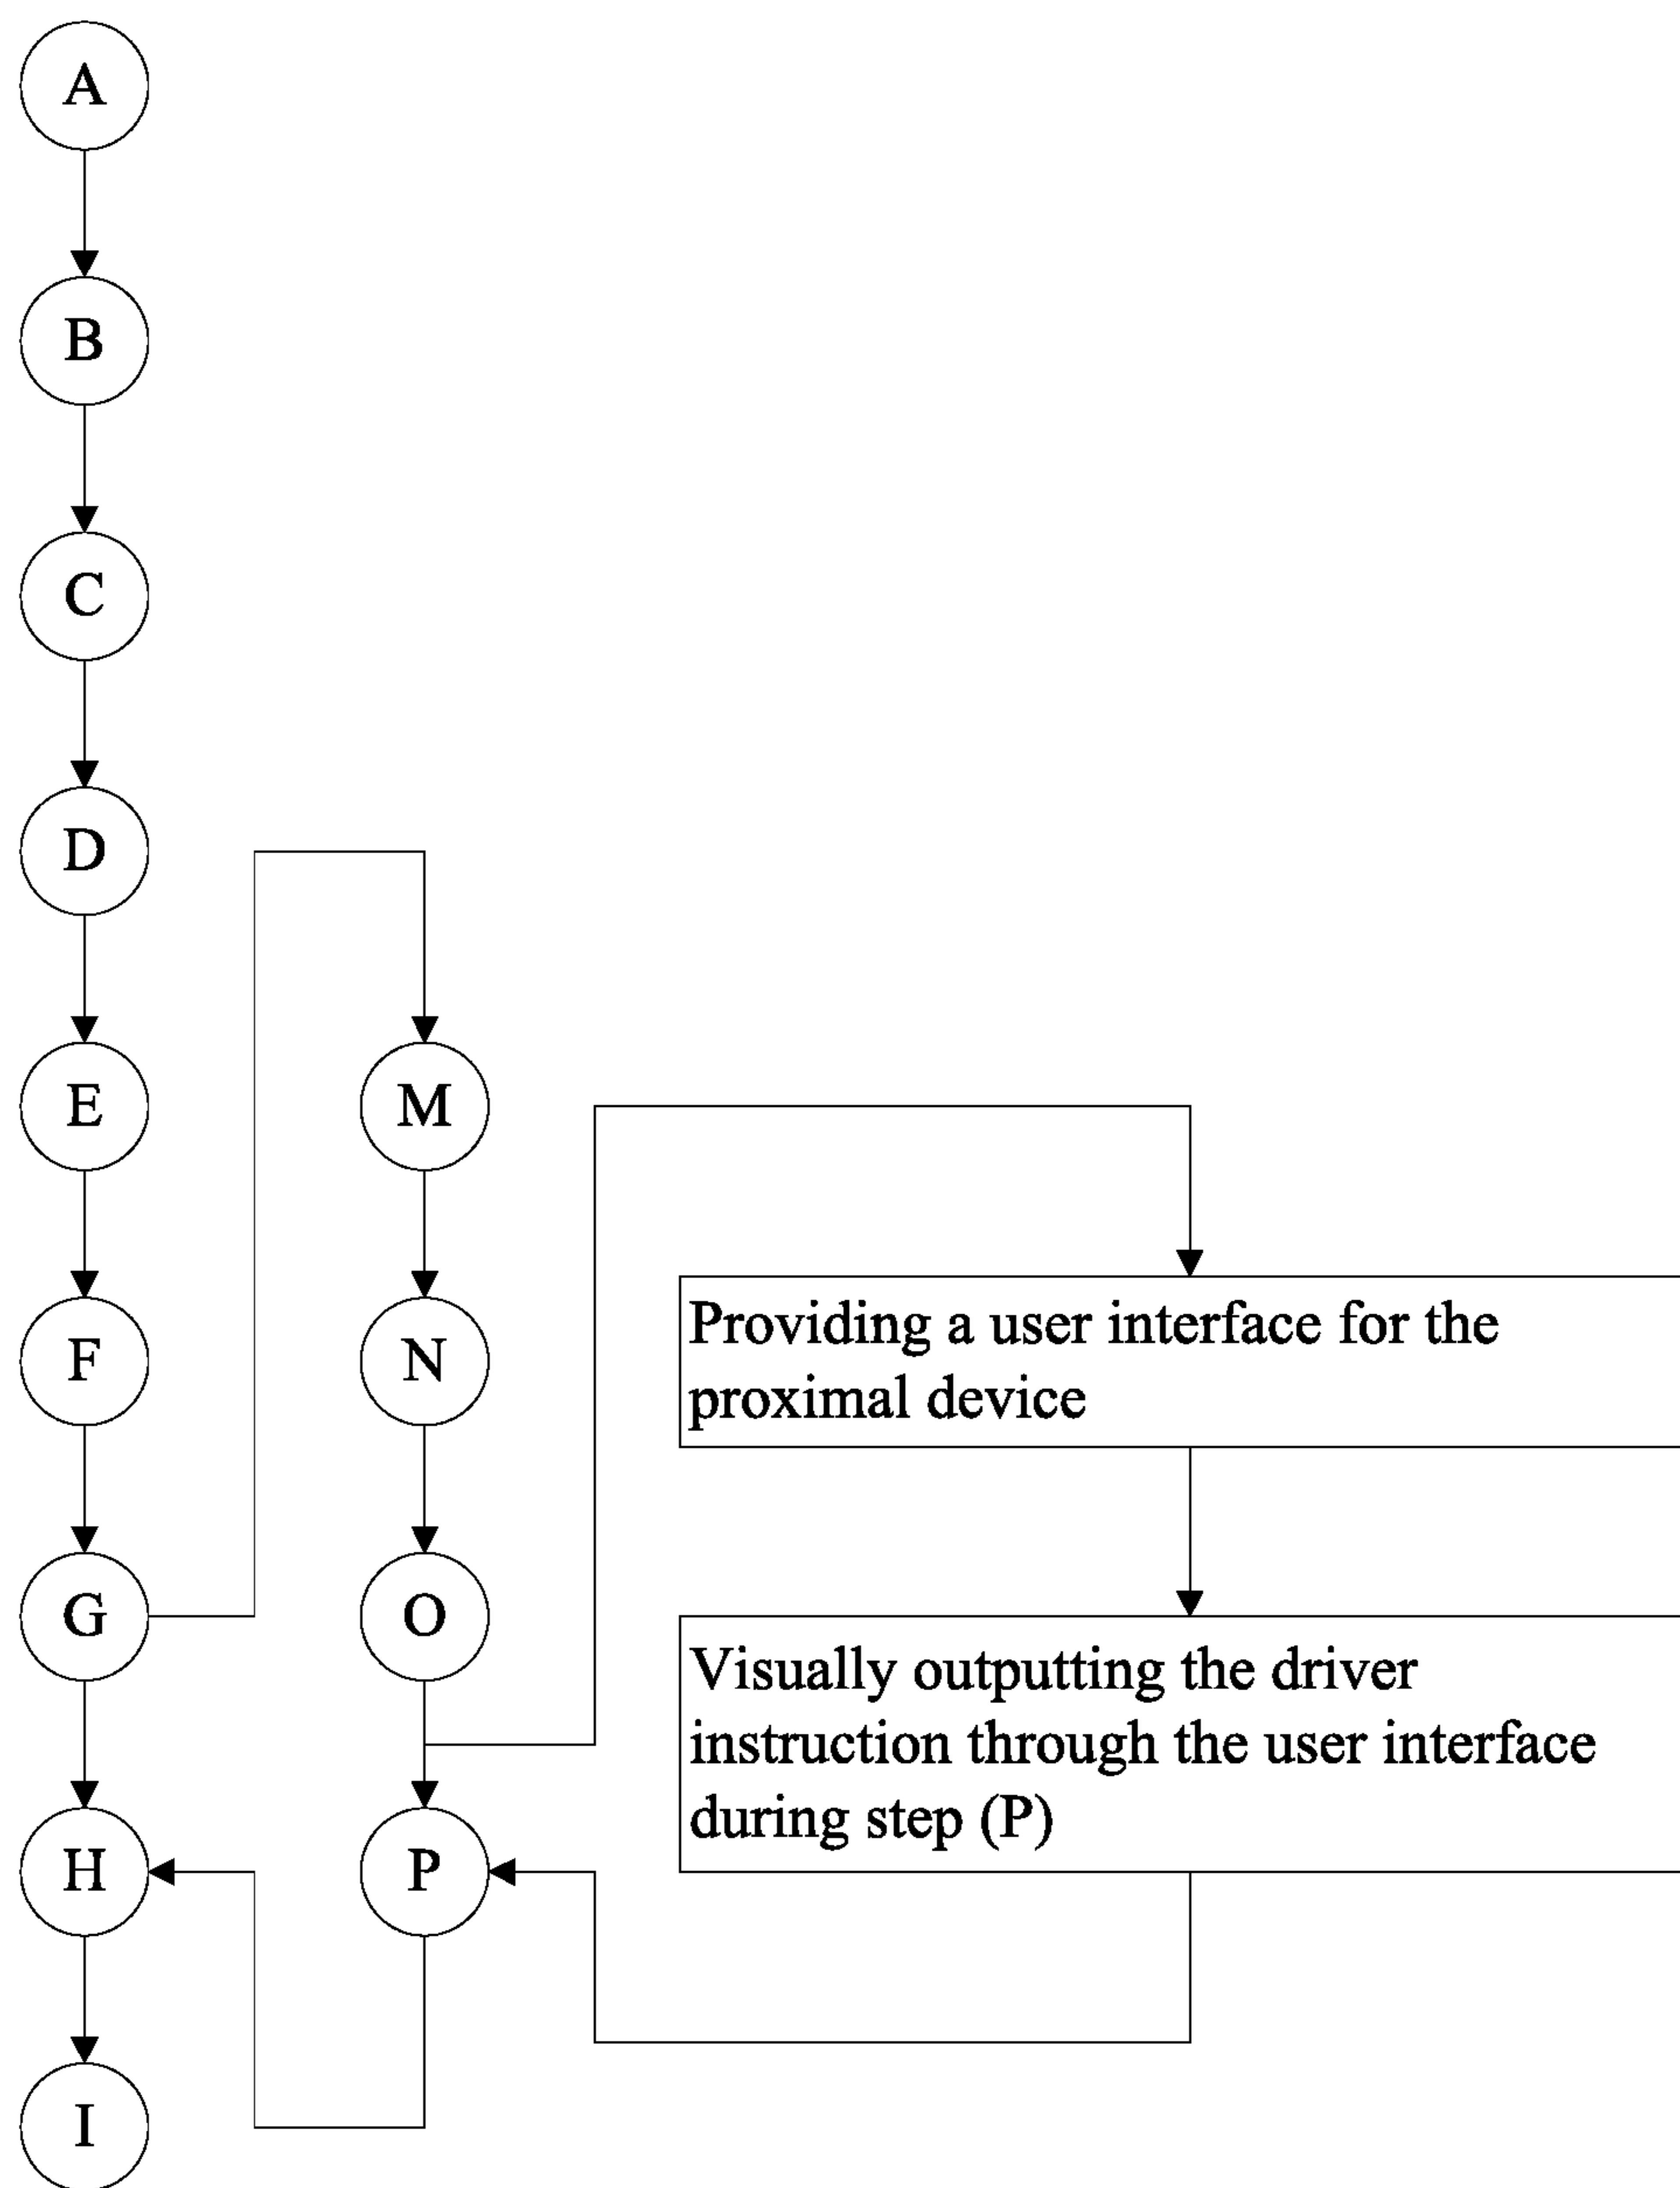 A
B
C
D
E
F
G
H
I
M
N
O
P
Providing a user interface for the
proximal device
Visually outputting the driver
instruction through the user interface
during step (P)